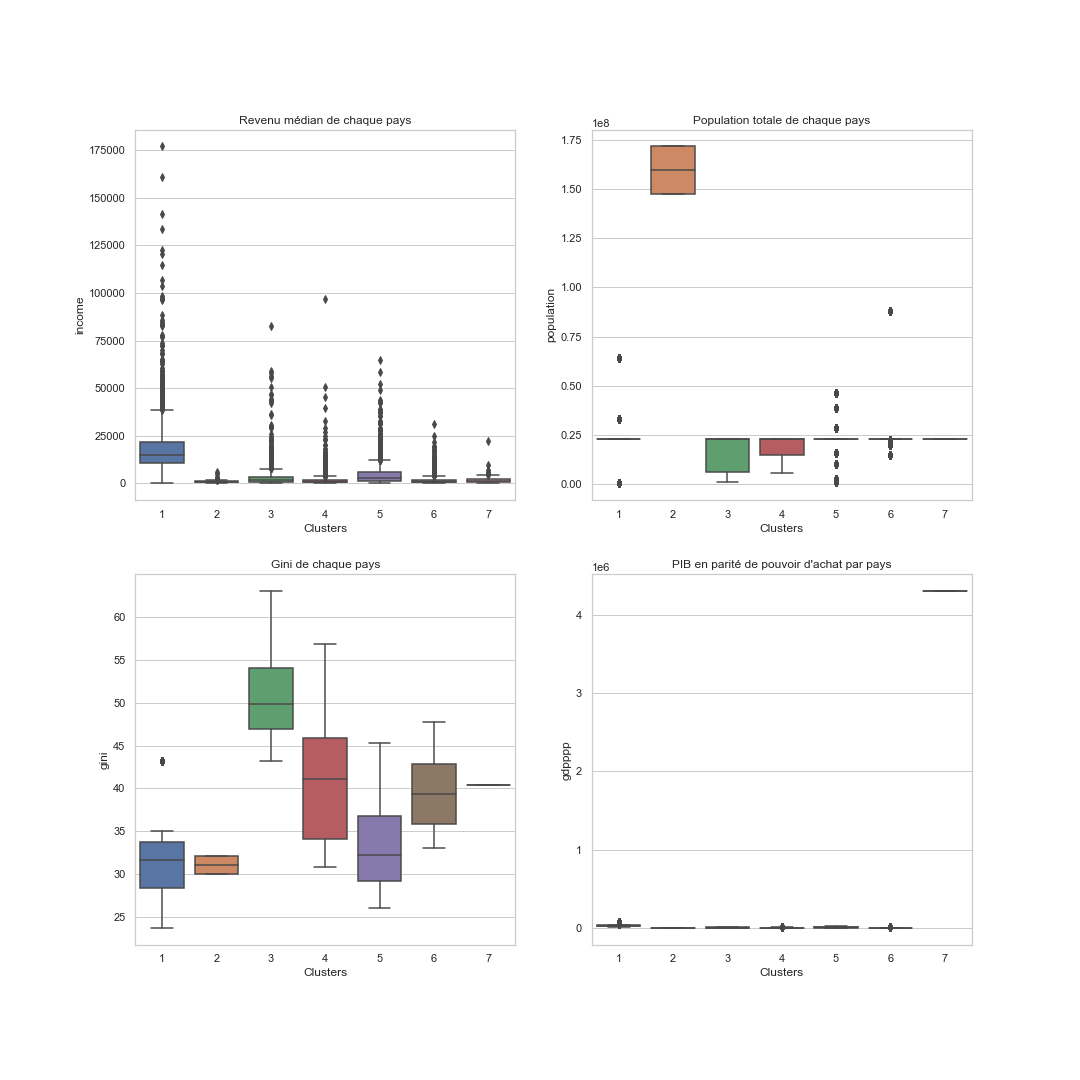 Revenu médian de chaque pays
175000
150000
125000
100000
75000
50000
25000
0
income
1 2 3 4 5 6 7
Clusters
Population totale de chaque pays
1e8
1.75
1.50
1.25
1.00
0.75
0.50
0.25
0.00
population
1 2 3 4 5 6 7
Clusters
Gini de chaque pays
60
55
50
45
40
35
30
25
gini
1 2 3 4 5 6 7
Clusters
PIB en parité de pouvoir d'achat par pays
1e6
4
3
2
1
0
gdpppp
1 2 3 4 5 6 7
Clusters